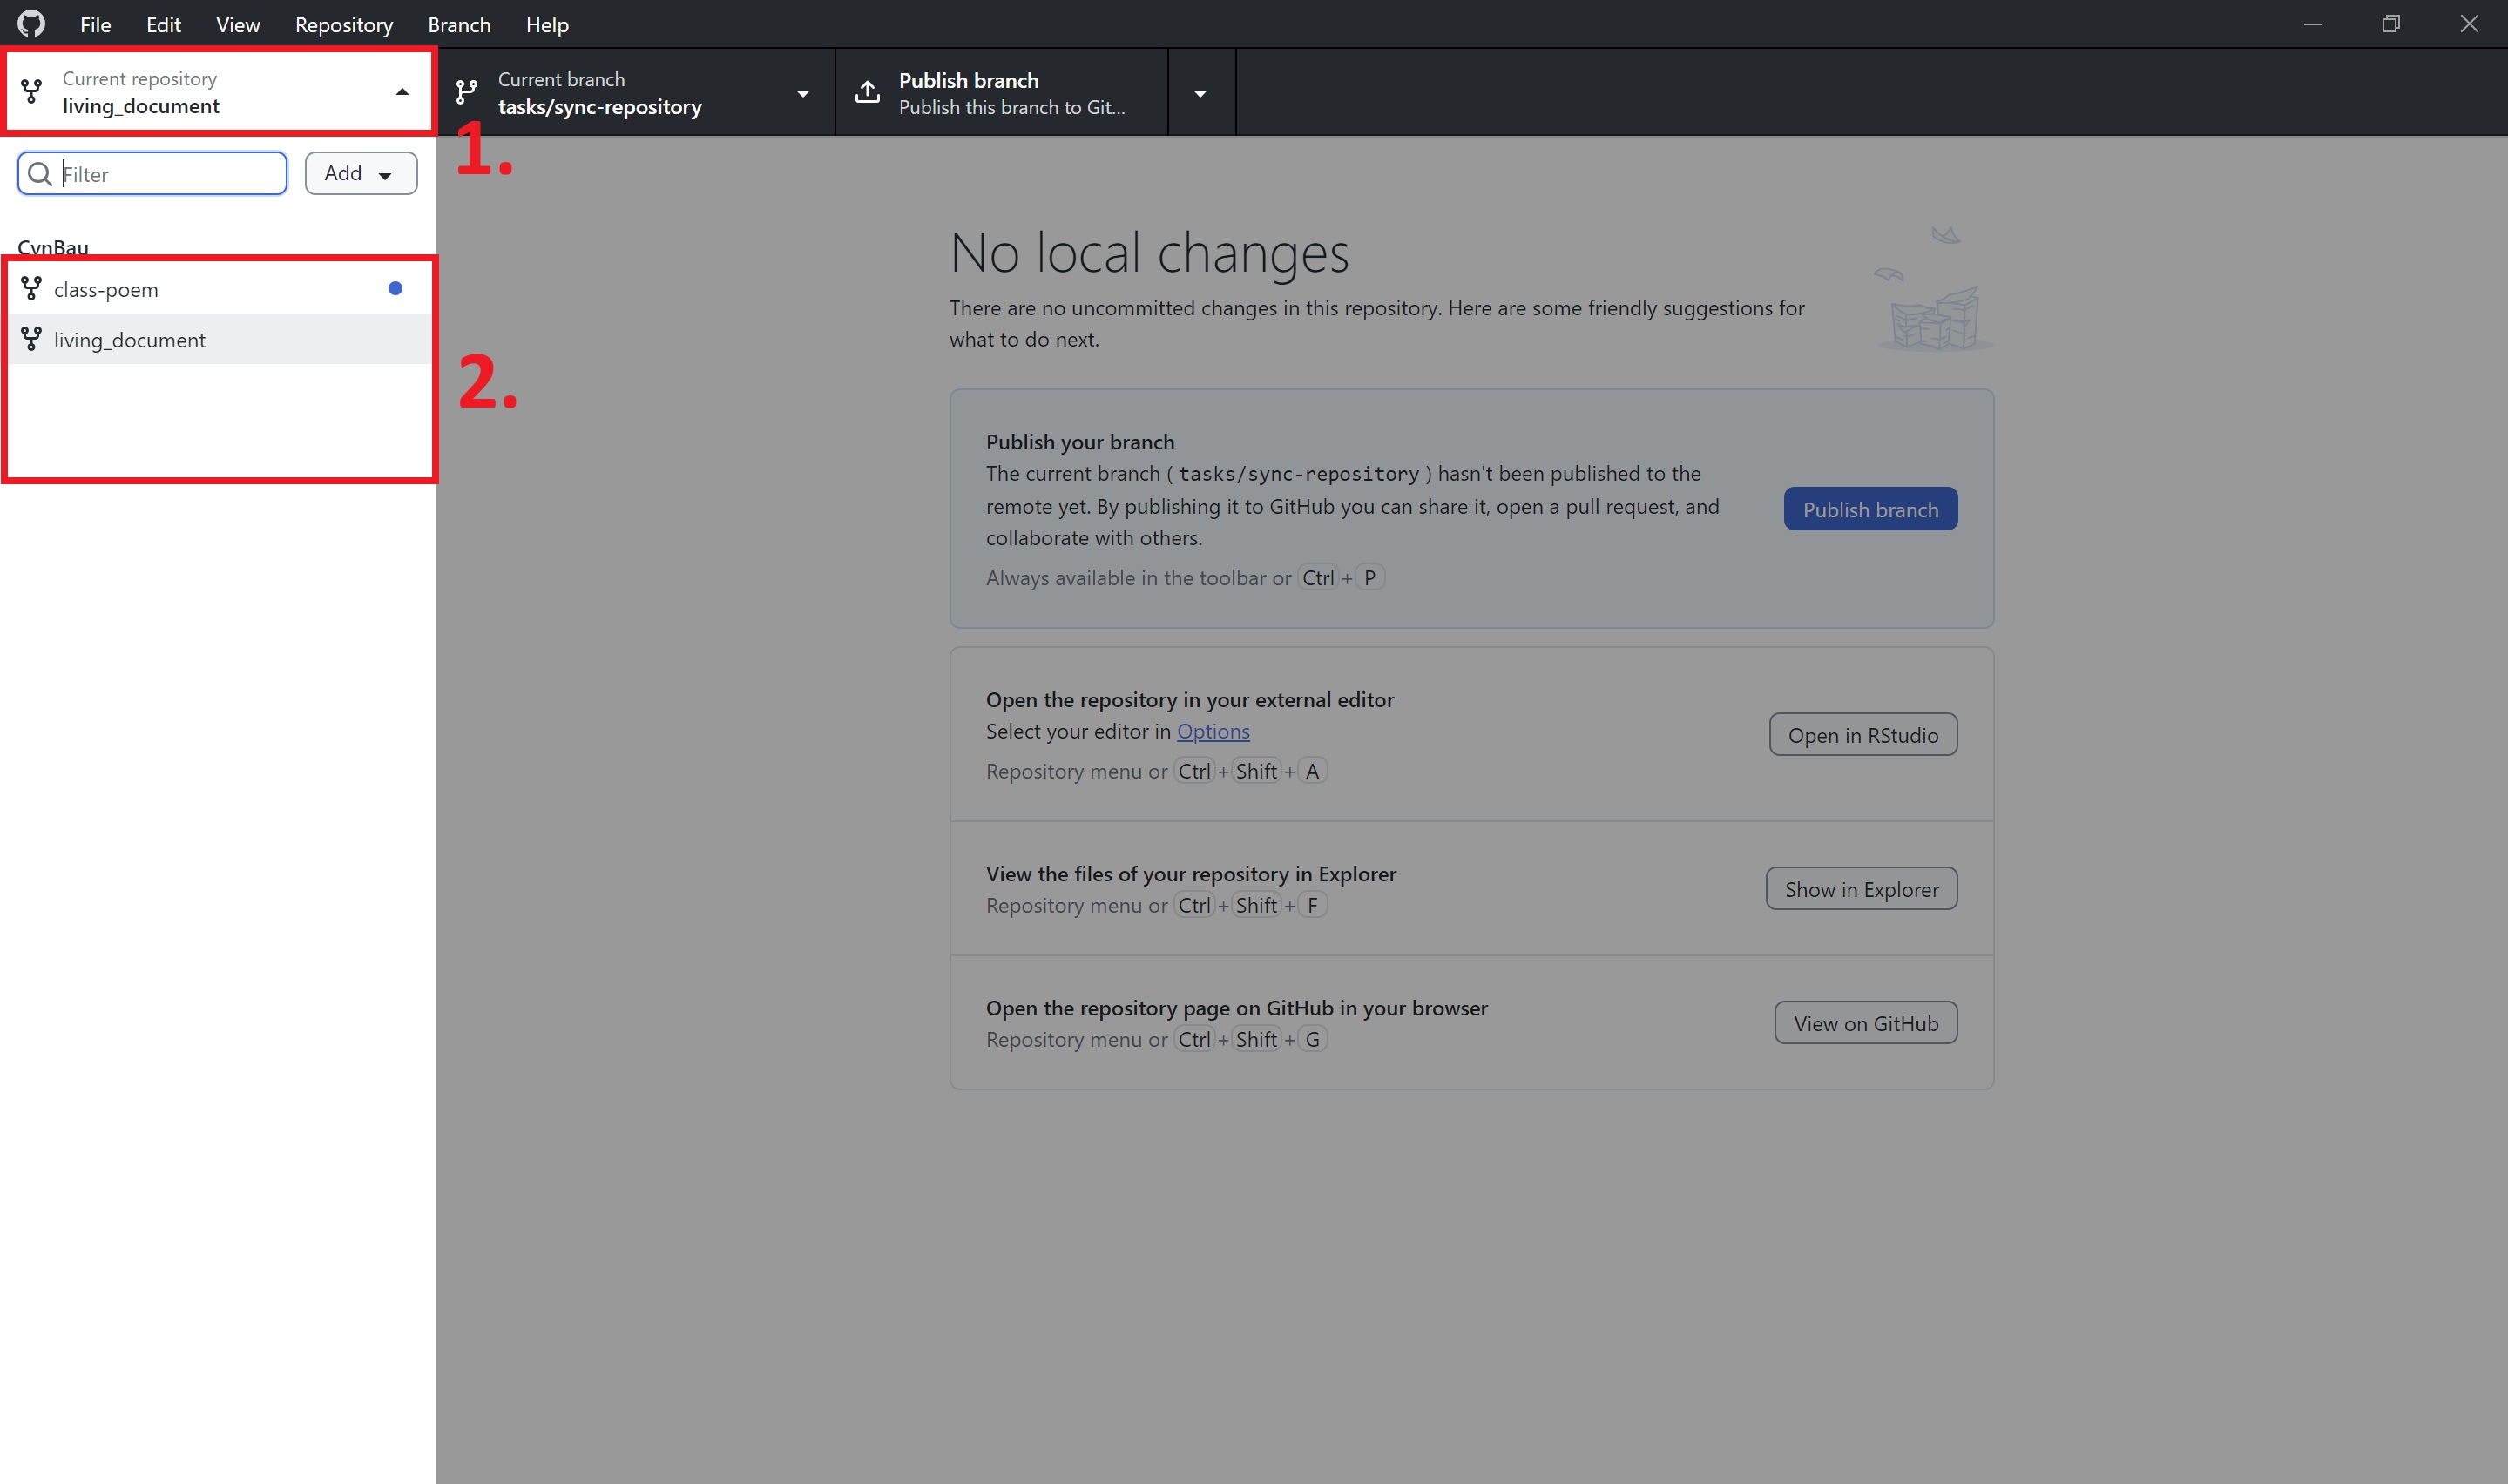 File Edit View Repository Branch Help
Current repository
living_document
Current branch
tasks/sync-repository
Publish branch
Publish this branch to Git...
1.
Filter
Add
CynBau
class-poem
living_document
2.
No local changes
There are no uncommitted changes in this repository. Here are some friendly suggestions for
what to do next.
Publish your branch
The current branch ( tasks/sync-repository ) hasn't been published to the
remote yet. By publishing it to GitHub you can share it, open a pull request, and
collaborate with others.
Always available in the toolbar or Ctrl + P
Publish branch
Open the repository in your external editor
Select your editor in Options
Repository menu or Ctrl + Shift + A
Open in RStudio
View the files of your repository in Explorer
Repository menu or Ctrl + Shift + F
Show in Explorer
Open the repository page on GitHub in your browser
Repository menu or Ctrl + Shift + G
View on GitHub